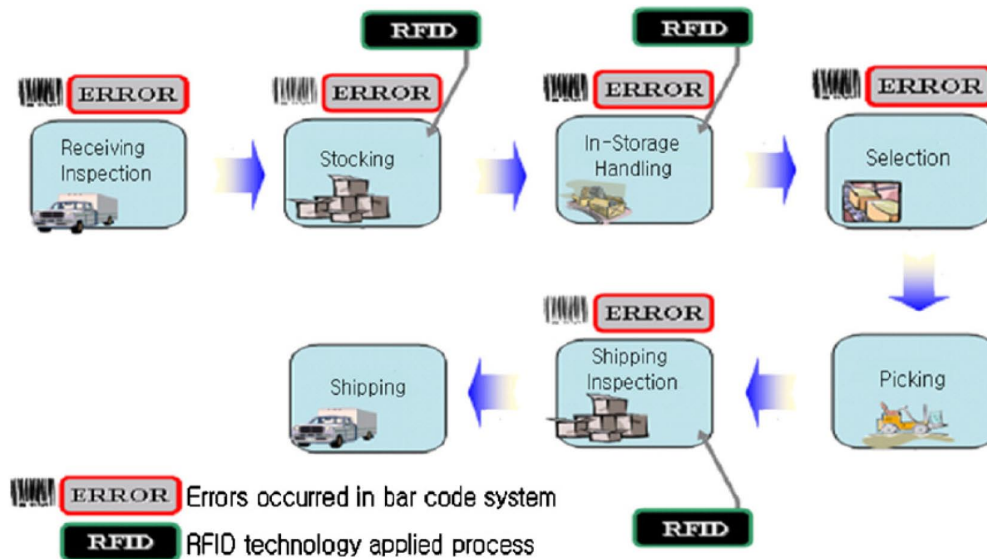 RFID
RFID
ERROR
ERROR
ERROR
ERROR
Receiving
Inspection
Stocking
In-Storage
Handling
Selection
ERROR
Shipping
Shipping
Inspection
Picking
ERROR Errors occurred in bar code system
RFID RFID technology applied process
RFID